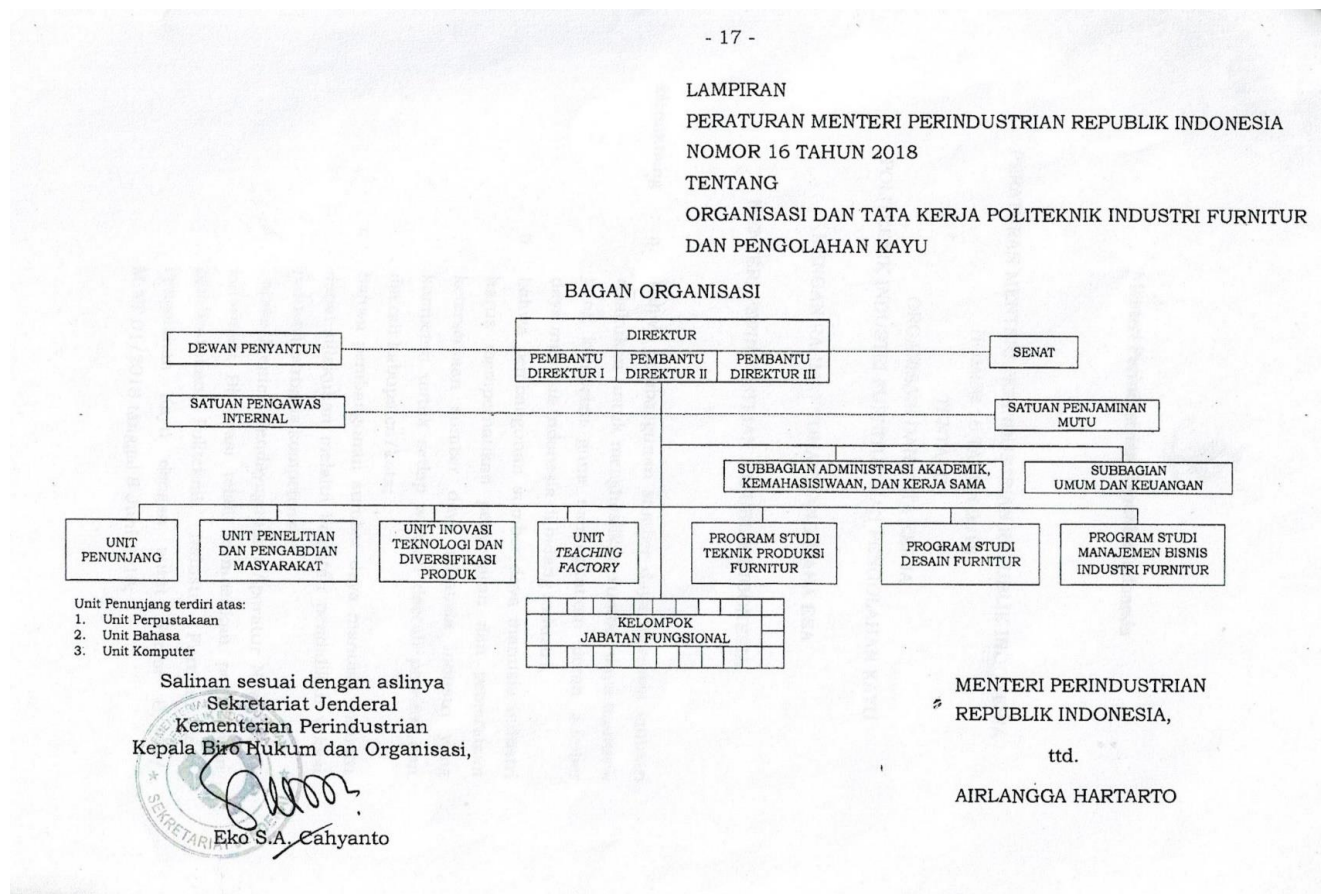 - 17 -
LAMPIRAN
PERATURAN MENTERI PERINDUSTRIAN REPUBLIK INDONESIA
NOMOR 16 TAHUN 2018
TENTANG
ORGANISASI DAN TATA KERJA POLITEKNIK INDUSTRI FURNITUR
DAN PENGOLAHAN KAYU
BAGAN ORGANISASI
DEWAN PENYANTUN
DIREKTUR
PEMBANTU
DIREKTUR I
PEMBANTU
DIREKTUR II
PEMBANTU
DIREKTUR III
SENAT
SATUAN PENGAWAS
INTERNAL
SATUAN PENJAMINAN
MUTU
SUBBAGIAN ADMINISTRASI AKADEMIK,
KEMAHASISIWAAN, DAN KERJA SAMA
SUBBAGIAN
UMUM DAN KEUANGAN
UNIT
PENUNJANG
UNIT PENELITIAN
DAN PENGABDIAN
MASYARAKAT
UNIT INOVASI
TEKNOLOGI DAN
DIVERSIFIKASI
PRODUK
UNIT
TEACHING
FACTORY
PROGRAM STUDI
TEKNIK PRODUKSI
FURNITUR
PROGRAM STUDI
DESAIN FURNITUR
PROGRAM STUDI
MANAJEMEN BISNIS
INDUSTRI FURNITUR
Unit Penunjang terdiri atas:
1. Unit Perpustakaan
2. Unit Bahasa
3. Unit Komputer
KELOMPOK
JABATAN FUNGSIONAL
Salinan sesuai dengan aslinya
Sekretariat Jenderal
Kementerian Perindustrian
Kepala Biro Hukum dan Organisasi,
Eko S.A. Cahyanto
MENTERI PERINDUSTRIAN
REPUBLIK INDONESIA,
ttd.
AIRLANGGA HARTARTO